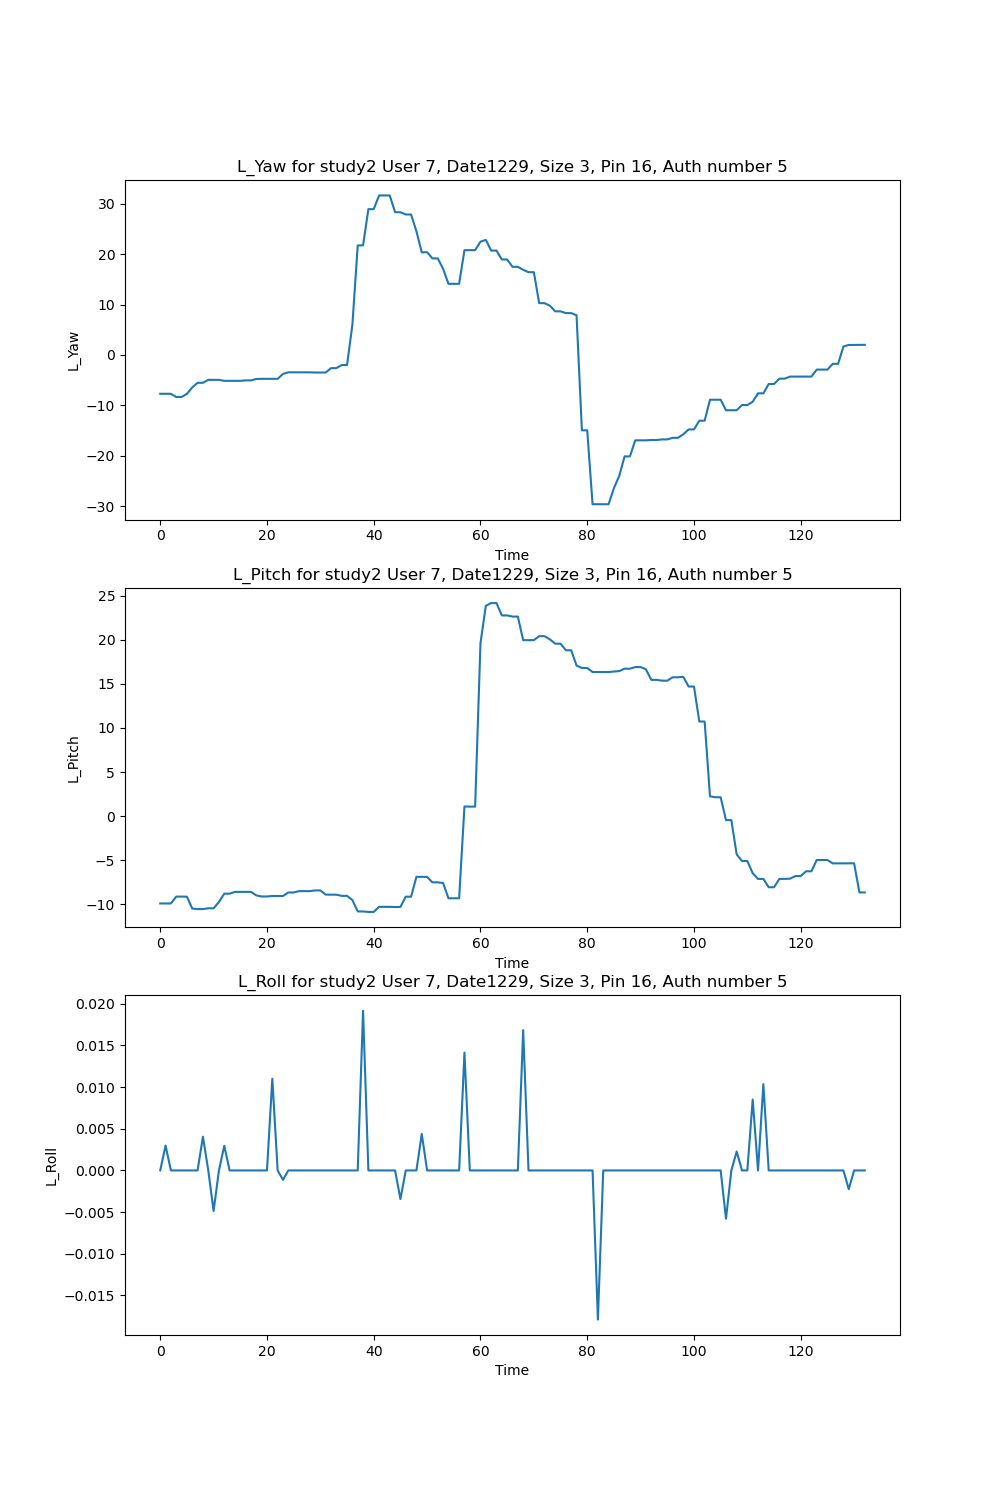 L_Yaw for study2 User 7, Date1229, Size 3, Pin 16, Auth number 5
30
20
10
0
−10
−20
−30
L_Yaw
0 20 40 60 80 100 120
Time
L_Pitch for study2 User 7, Date1229, Size 3, Pin 16, Auth number 5
25
20
15
10
5
0
−5
−10
L_Pitch
0 20 40 60 80 100 120
Time
L_Roll for study2 User 7, Date1229, Size 3, Pin 16, Auth number 5
0.020
0.015
0.010
0.005
0.000
−0.005
−0.010
−0.015
L_Roll
0 20 40 60 80 100 120
Time